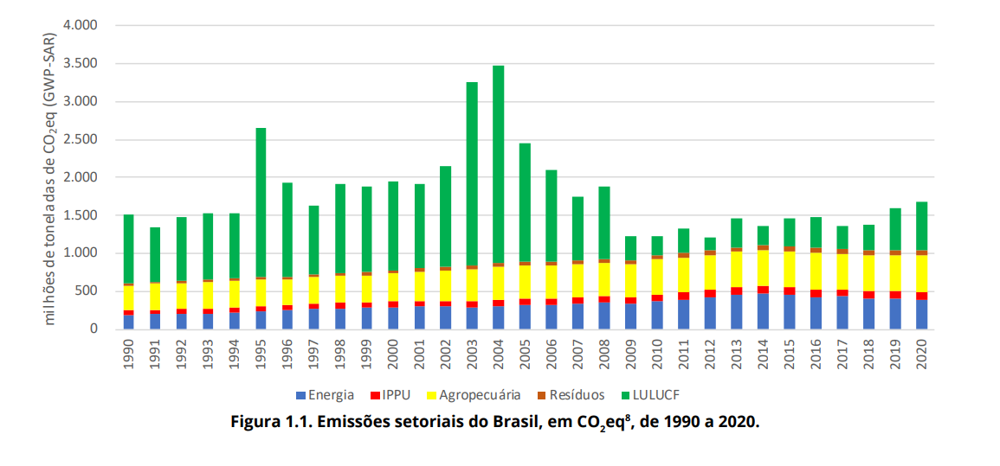 milhões de toneladas de CO₂eq (GWP-SAR)
4.000
3.500
3.000
2.500
2.000
1.500
1.000
500
0
1990 1991 1992 1993 1994 1995 1996 1997 1998 1999 2000 2001 2002 2003 2004 2005 2006 2007 2008 2009 2010 2011 2012 2013 2014 2015 2016 2017 2018 2019 2020
Energia IPPU Agropecuária Resíduos LULUCF
Figura 1.1. Emissões setoriais do Brasil, em CO₂eq⁸, de 1990 a 2020.